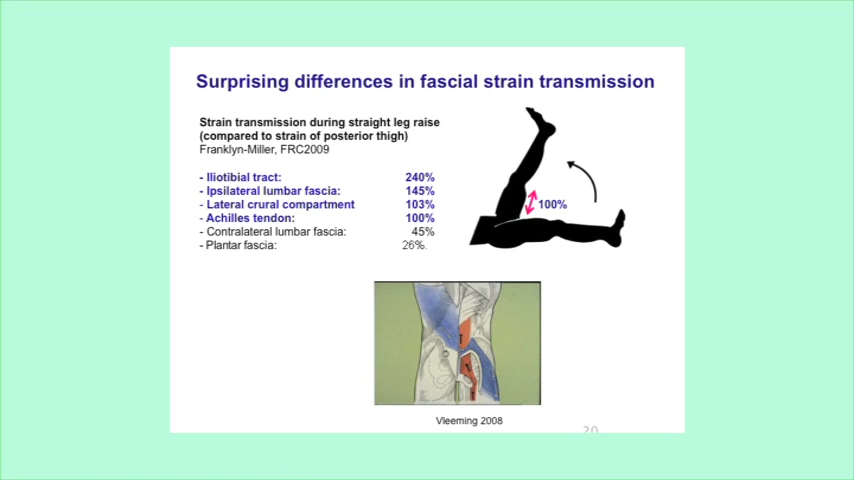 Surprising differences in fascial strain transmission
Strain transmission during straight leg raise
(compared to strain of posterior thigh)
Franklyn-Miller, FRC2009
- Iliotibial tract: 240%
- Ipsilateral lumbar fascia: 145%
- Lateral crural compartment 103%
- Achilles tendon: 100%
- Contralateral lumbar fascia: 45%
- Plantar fascia: 26%.
100%
Vleeming 2008
20